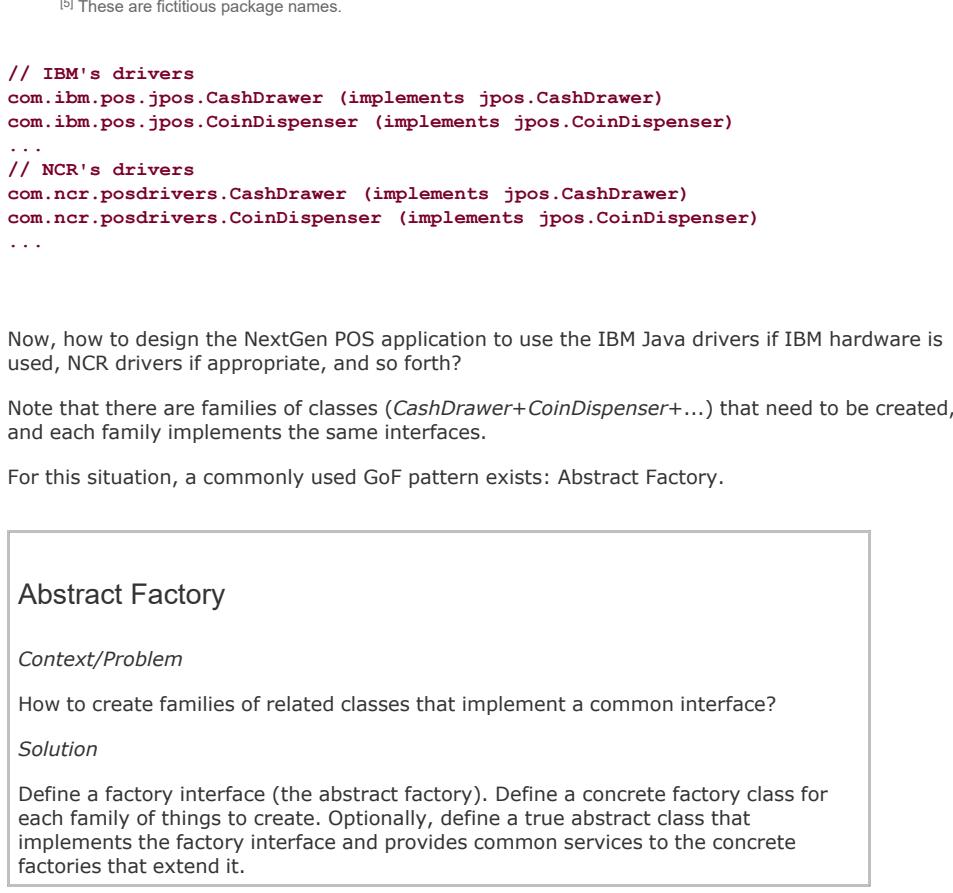 [5] These are fictitious package names.
// IBM's drivers
com.ibm.pos.jpos.CashDrawer (implements jpos.CashDrawer)
com.ibm.pos.jpos.CoinDispenser (implements jpos.CoinDispenser)
...
// NCR's drivers
com.ncr.posdrivers.CashDrawer (implements jpos.CashDrawer)
com.ncr.posdrivers.CoinDispenser (implements jpos.CoinDispenser)
...
Now, how to design the NextGen POS application to use the IBM Java drivers if IBM hardware is
used, NCR drivers if appropriate, and so forth?
Note that there are families of classes (CashDrawer+CoinDispenser+...) that need to be created,
and each family implements the same interfaces.
For this situation, a commonly used GoF pattern exists: Abstract Factory.
Abstract Factory
Context/Problem
How to create families of related classes that implement a common interface?
Solution
Define a factory interface (the abstract factory). Define a concrete factory class for
each family of things to create. Optionally, define a true abstract class that
implements the factory interface and provides common services to the concrete
factories that extend it.